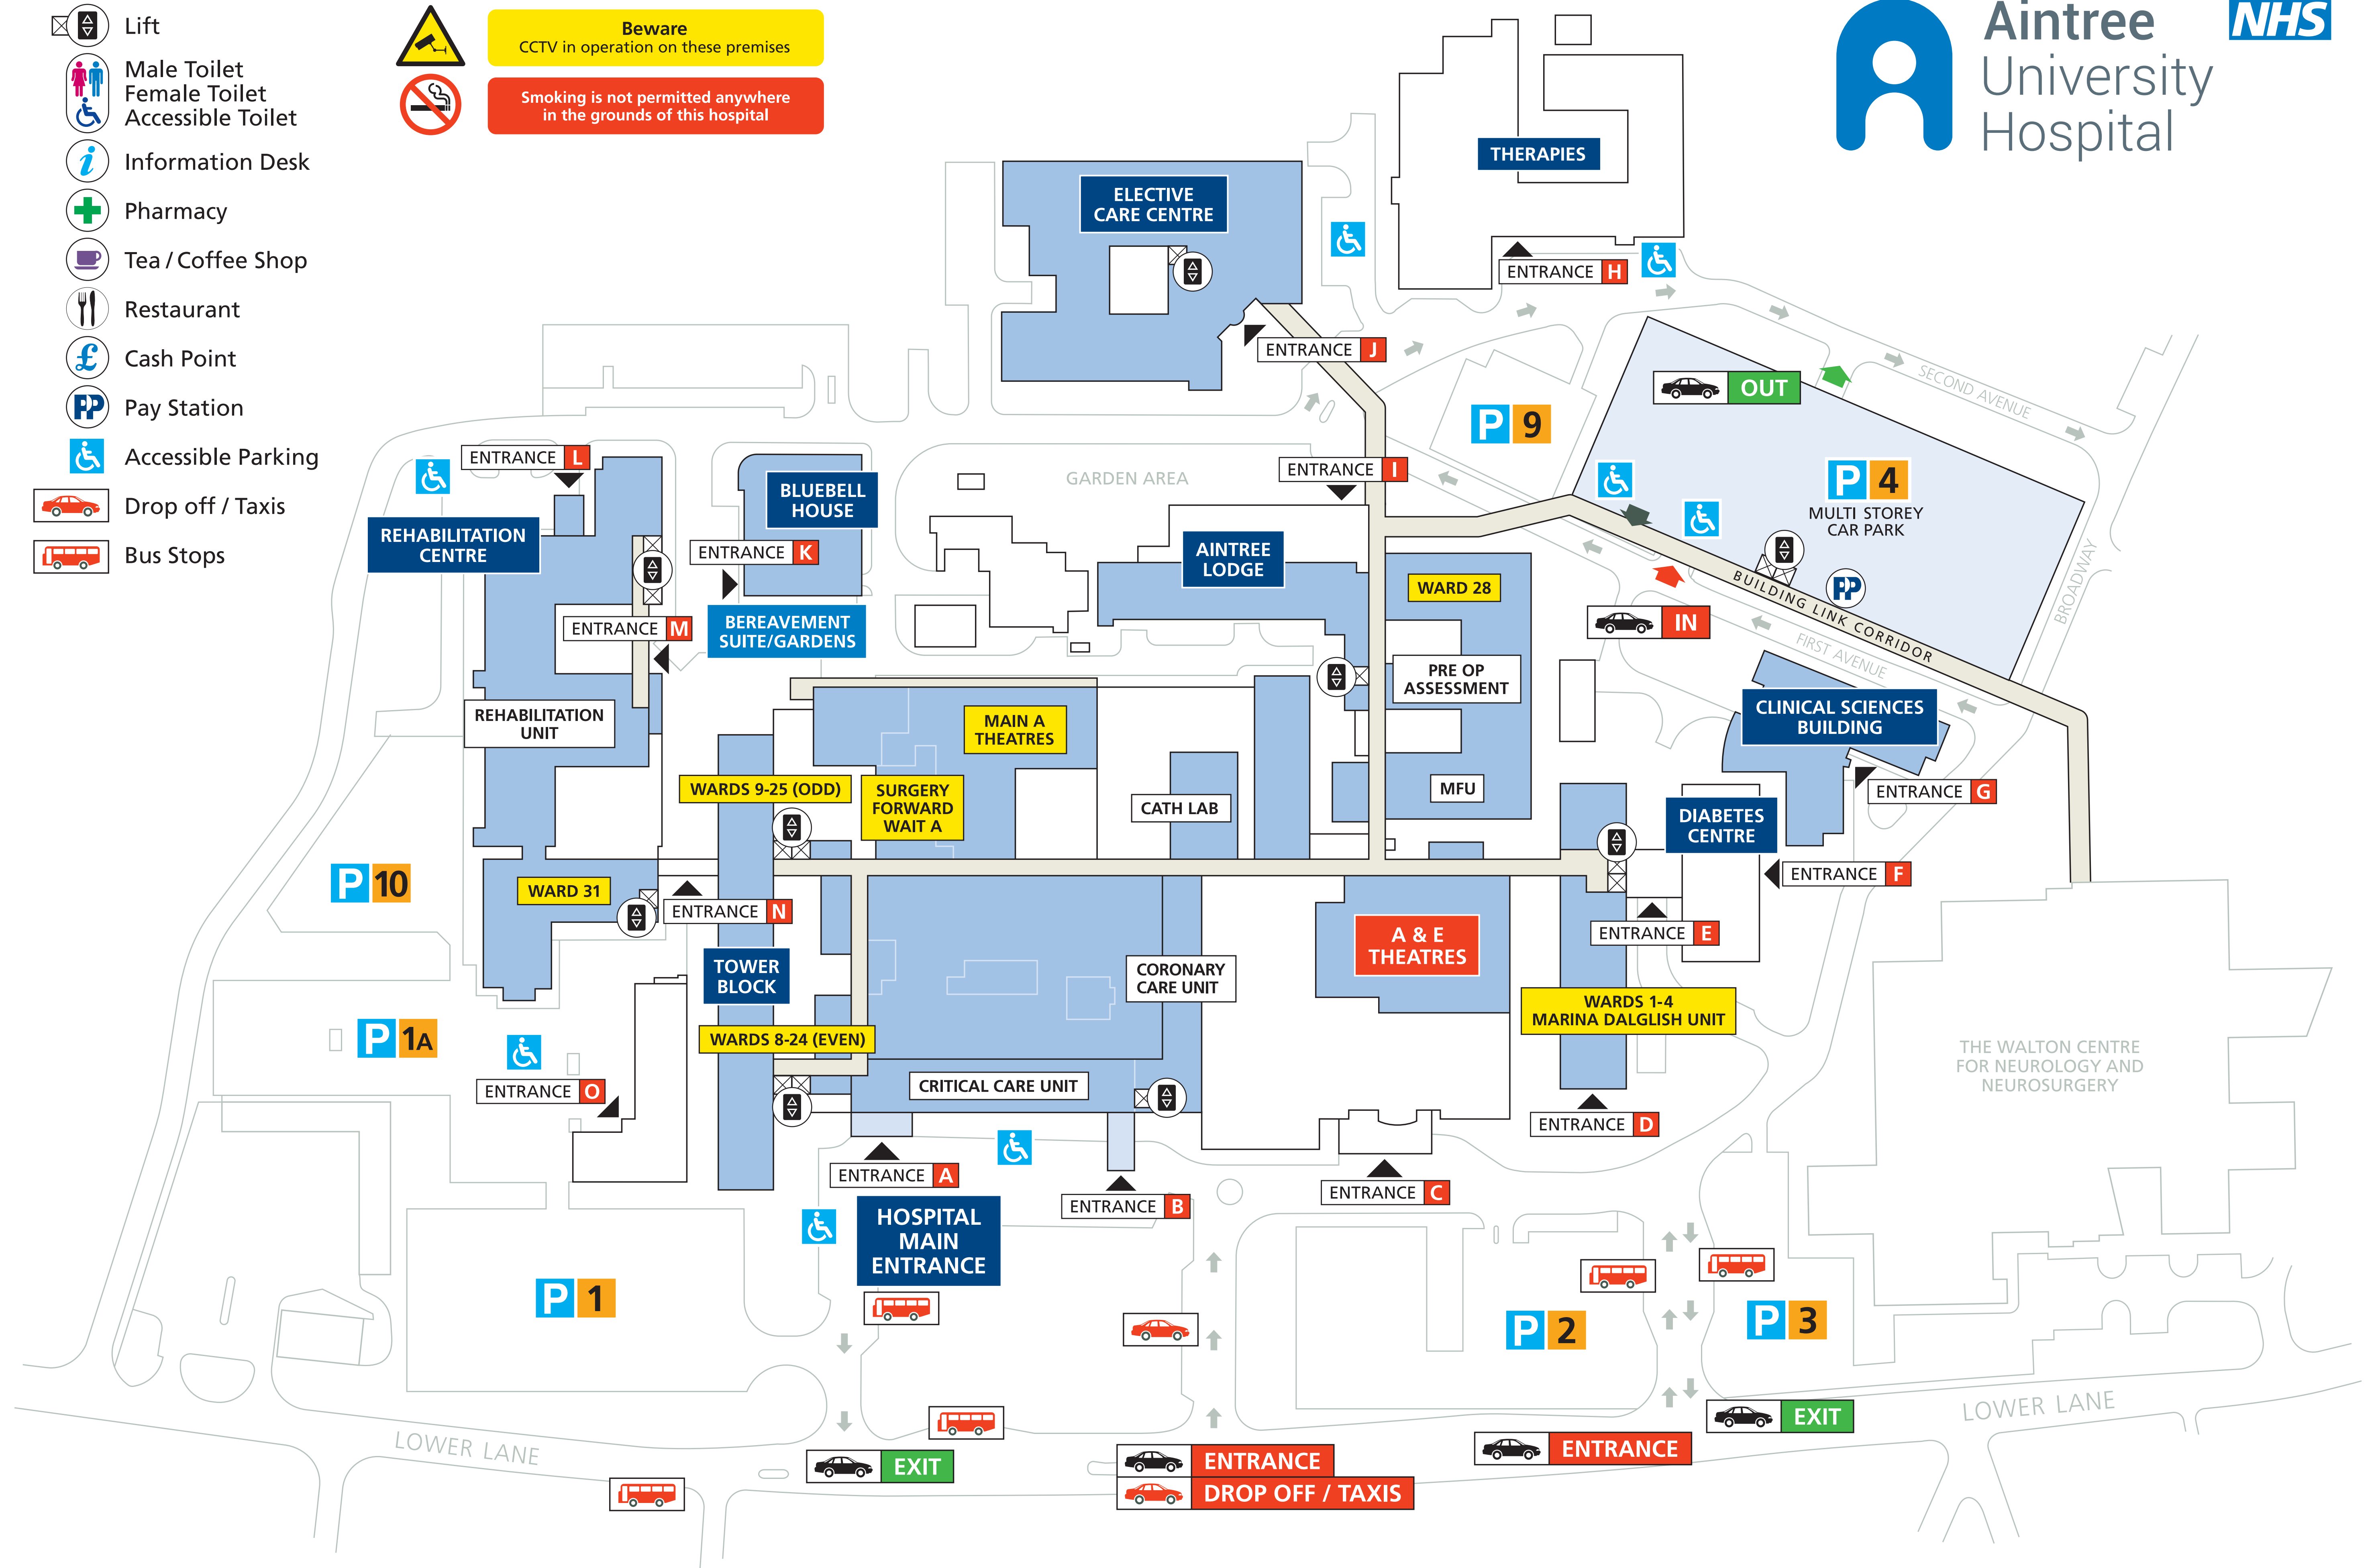 Lift
Male Toilet
Female Toilet
Accessible Toilet
Information Desk
Pharmacy
Tea / Coffee Shop
Restaurant
£
Cash Point
Pay Station
Accessible Parking
Drop off / Taxis
Bus Stops
Beware
CCTV in operation on these premises
Smoking is not permitted anywhere
in the grounds of this hospital
Aintree
University
Hospital
NHS
THERAPIES
ELECTIVE
CARE CENTRE
ENTRANCE H
ENTRANCE J
OUT
SECOND AVENUE
P 9
P 4
MULTI STOREY
CAR PARK
ENTRANCE L
ENTRANCE I
GARDEN AREA
BLUEBELL
HOUSE
REHABILITATION
CENTRE
ENTRANCE K
AINTREE
LODGE
WARD 28
BROADWAY
BUILDING LINK CORRIDOR
IN
FIRST AVENUE
ENTRANCE M
BEREAVEMENT
SUITE/GARDENS
PRE OP
ASSESSMENT
CLINICAL SCIENCES
BUILDING
REHABILITATION
UNIT
MAIN A
THEATRES
WARDS 9-25 (ODD)
SURGERY
FORWARD
WAIT A
CATH LAB
MFU
ENTRANCE G
DIABETES
CENTRE
ENTRANCE F
P 10
WARD 31
ENTRANCE N
ENTRANCE E
A & E
THEATRES
TOWER
BLOCK
CORONARY
CARE UNIT
WARDS 1-4
MARINA DALGLISH UNIT
P 1A
WARDS 8-24 (EVEN)
THE WALTON CENTRE
FOR NEUROLOGY AND
NEUROSURGERY
ENTRANCE O
CRITICAL CARE UNIT
ENTRANCE D
ENTRANCE A
ENTRANCE B
ENTRANCE C
HOSPITAL
MAIN
ENTRANCE
P 1
P 2
P 3
EXIT
LOWER LANE
LOWER LANE
EXIT
ENTRANCE
DROP OFF / TAXIS
ENTRANCE